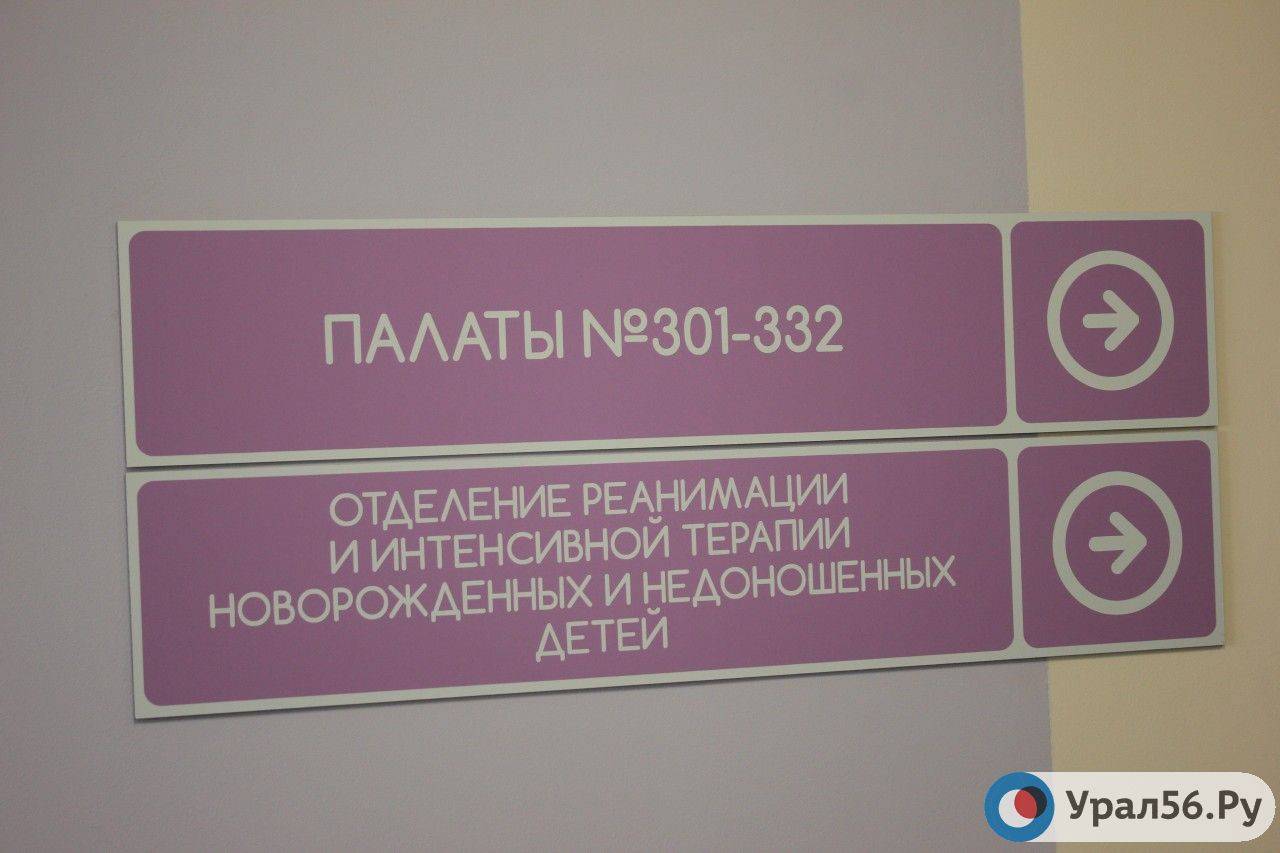 ПАЛАТЫ №301-332
ОТДЕЛЕНИЕ РЕАНИМАЦИИ
И ИНТЕНСИВНОЙ ТЕРАПИИ
НОВОРОЖДЕННЫХ И НЕДОНОШЕННЫХ
ДЕТЕЙ
Урал56.Ру